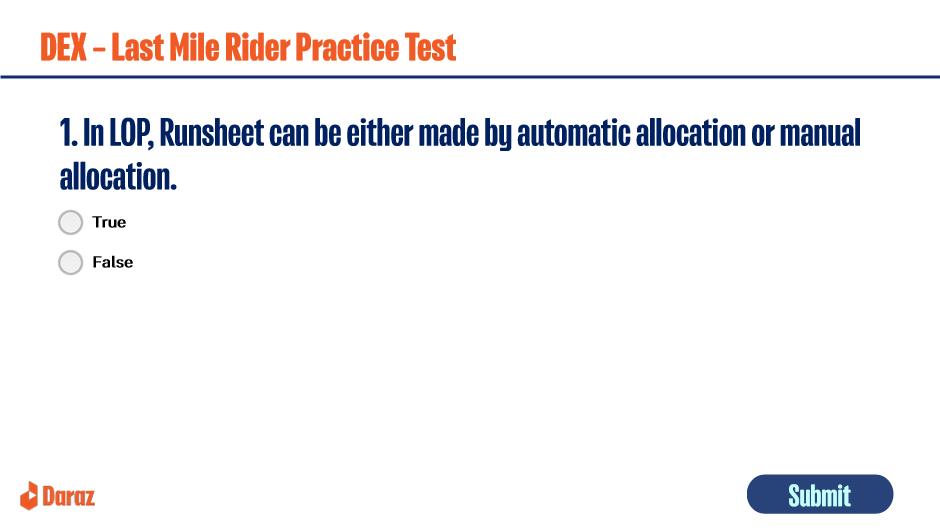 DEX – Last Mile Rider Practice Test
1. In LOP, Runsheet can be either made by automatic allocation or manual
allocation.
True
False
Daraz
Submit